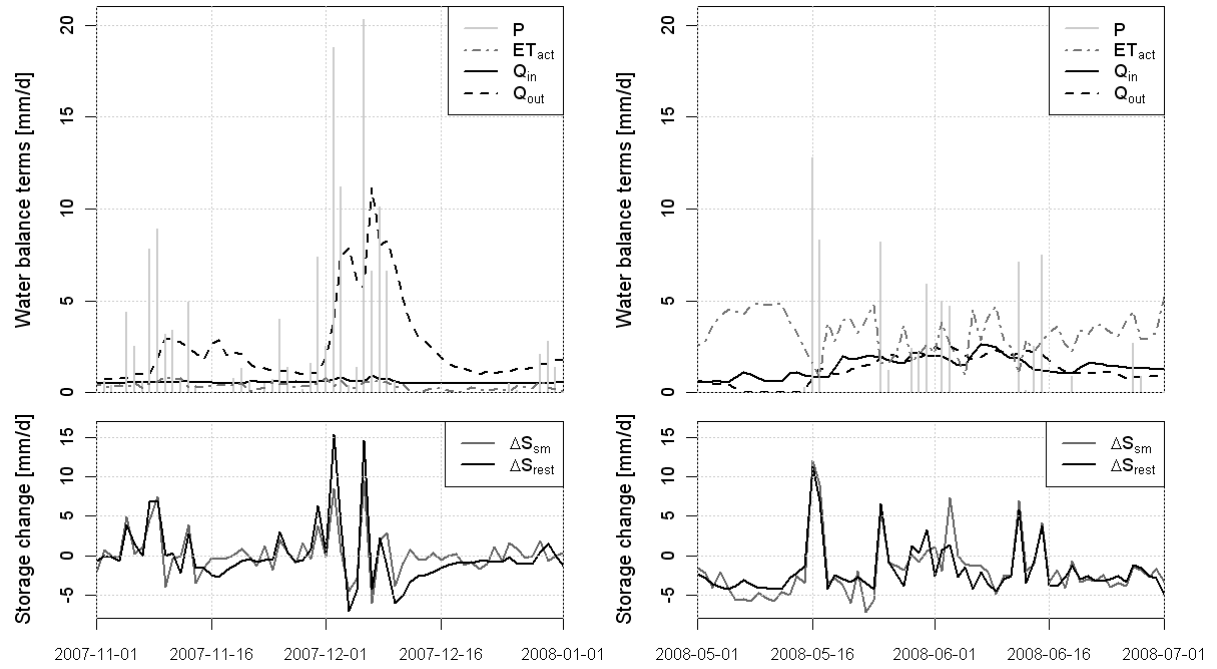 Water balance terms [mm/d]
20
15
10
5
0
P
ETact
Qin
Qout
Storage change [mm/d]
15
10
5
0
-5
ΔSsm
ΔSrest
2007-11-01 2007-11-16 2007-12-01 2007-12-16 2008-01-01
Water balance terms [mm/d]
20
15
10
5
0
P
ETact
Qin
Qout
Storage change [mm/d]
15
10
5
0
-5
ΔSsm
ΔSrest
2008-05-01 2008-05-16 2008-06-01 2008-06-16 2008-07-01